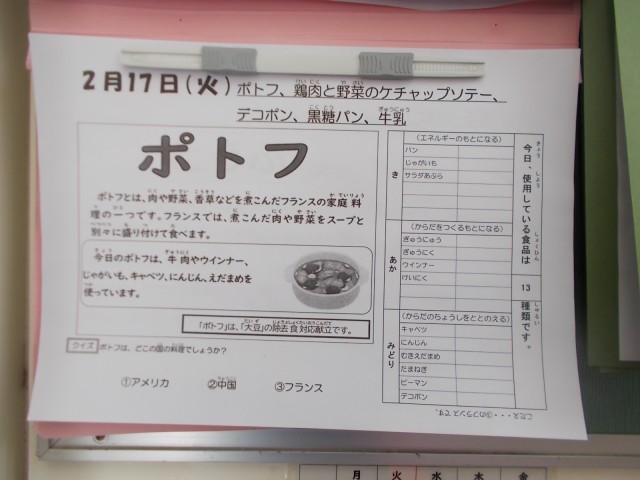 2月17日(火) ポトフ、鶏肉と野菜のケチャップソテー、
デコポン、黒糖パン、牛乳
ポトフ
ポトフとは、肉や野菜、香草などを煮こんだフランスの家庭料
理の一つです。フランスでは、煮こんだ肉や野菜をスープと
別々に盛り付けて食べます。
今日のポトフは、牛肉やウインナー、
じゃがいも、キャベツ、にんじん、えだまめを
使っています。
「ポトフ」は、「大豆」の除去食対応献立です。
クイズ ポトフは、どこの国の料理でしょうか?
①アメリカ ②中国 ③フランス
今日、使用している食品は 13 種類です。
き
(エネルギーのもとになる)
パン
じゃがいも
サラダあぶら
あか
(からだをつくるもとになる)
ぎゅうにゅう
ぎゅうにく
ウインナー
けいにく
みどり
(からだのちょうしをととのえる)
キャベツ
にんじん
むきえだまめ
たまねぎ
ピーマン
デコポン
こたえ・・・③のフランスです。
月 火 水 木 金